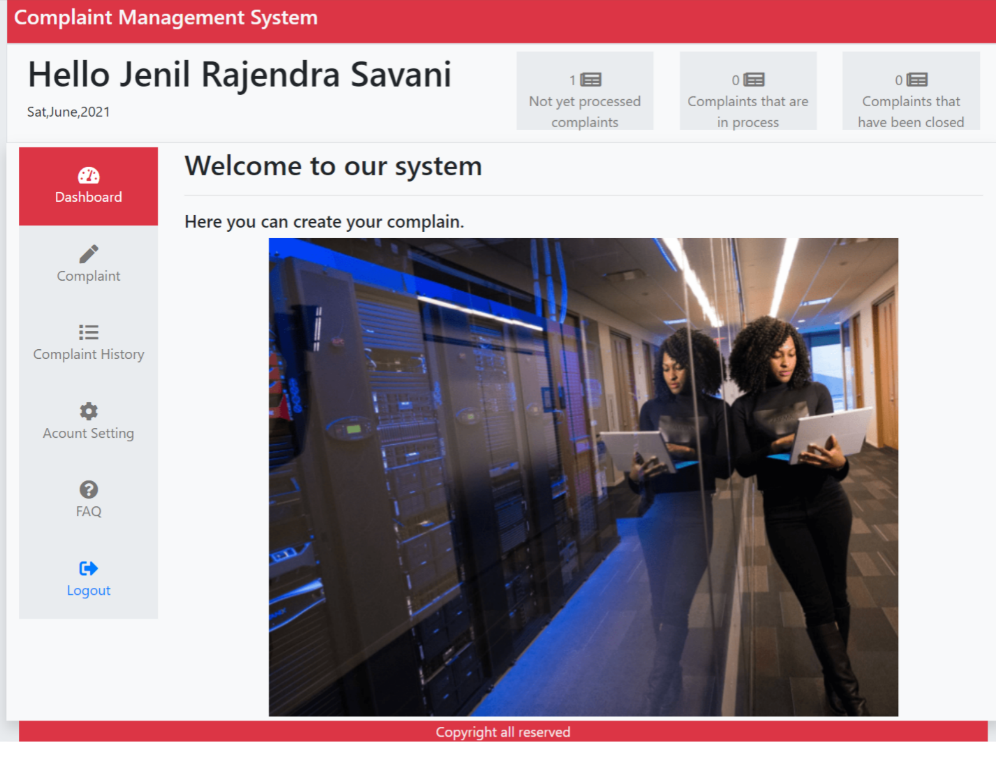 Complaint Management System
Hello Jenil Rajendra Savani
Sat,June,2021
1
Not yet processed
complaints
0
Complaints that are
in process
0
Complaints that
have been closed
Dashboard
Complaint
Complaint History
Acount Setting
FAQ
Logout
Welcome to our system
Here you can create your complain.
Copyright all reserved